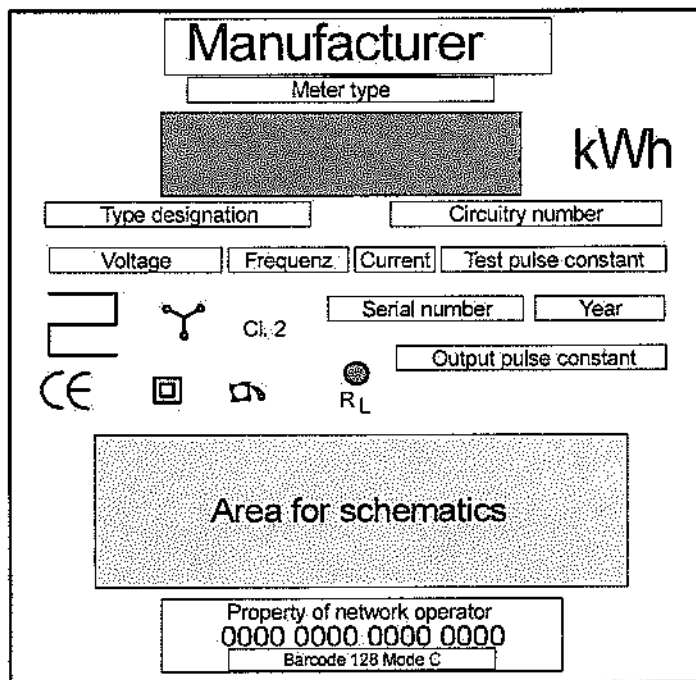 Manufacturer
Meter type
kWh
Type designation Circuitry number
Voltage Frequenz Current Test pulse constant
Cl. 2 Serial number Year
Output pulse constant
CE RL
Area for schematics
Property of network operator
0000 0000 0000 0000
Barcode 128 Mode C